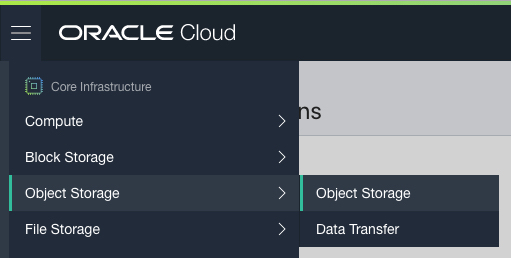 ORACLE Cloud
Core Infrastructure
ns
Compute
Block Storage
Object Storage
Object Storage
File Storage
Data Transfer